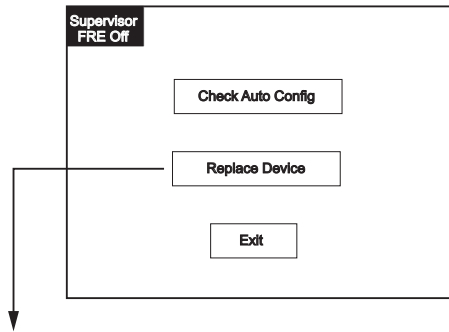 Supervisor
FRE Off
Check Auto Config
Replace Device
Exit